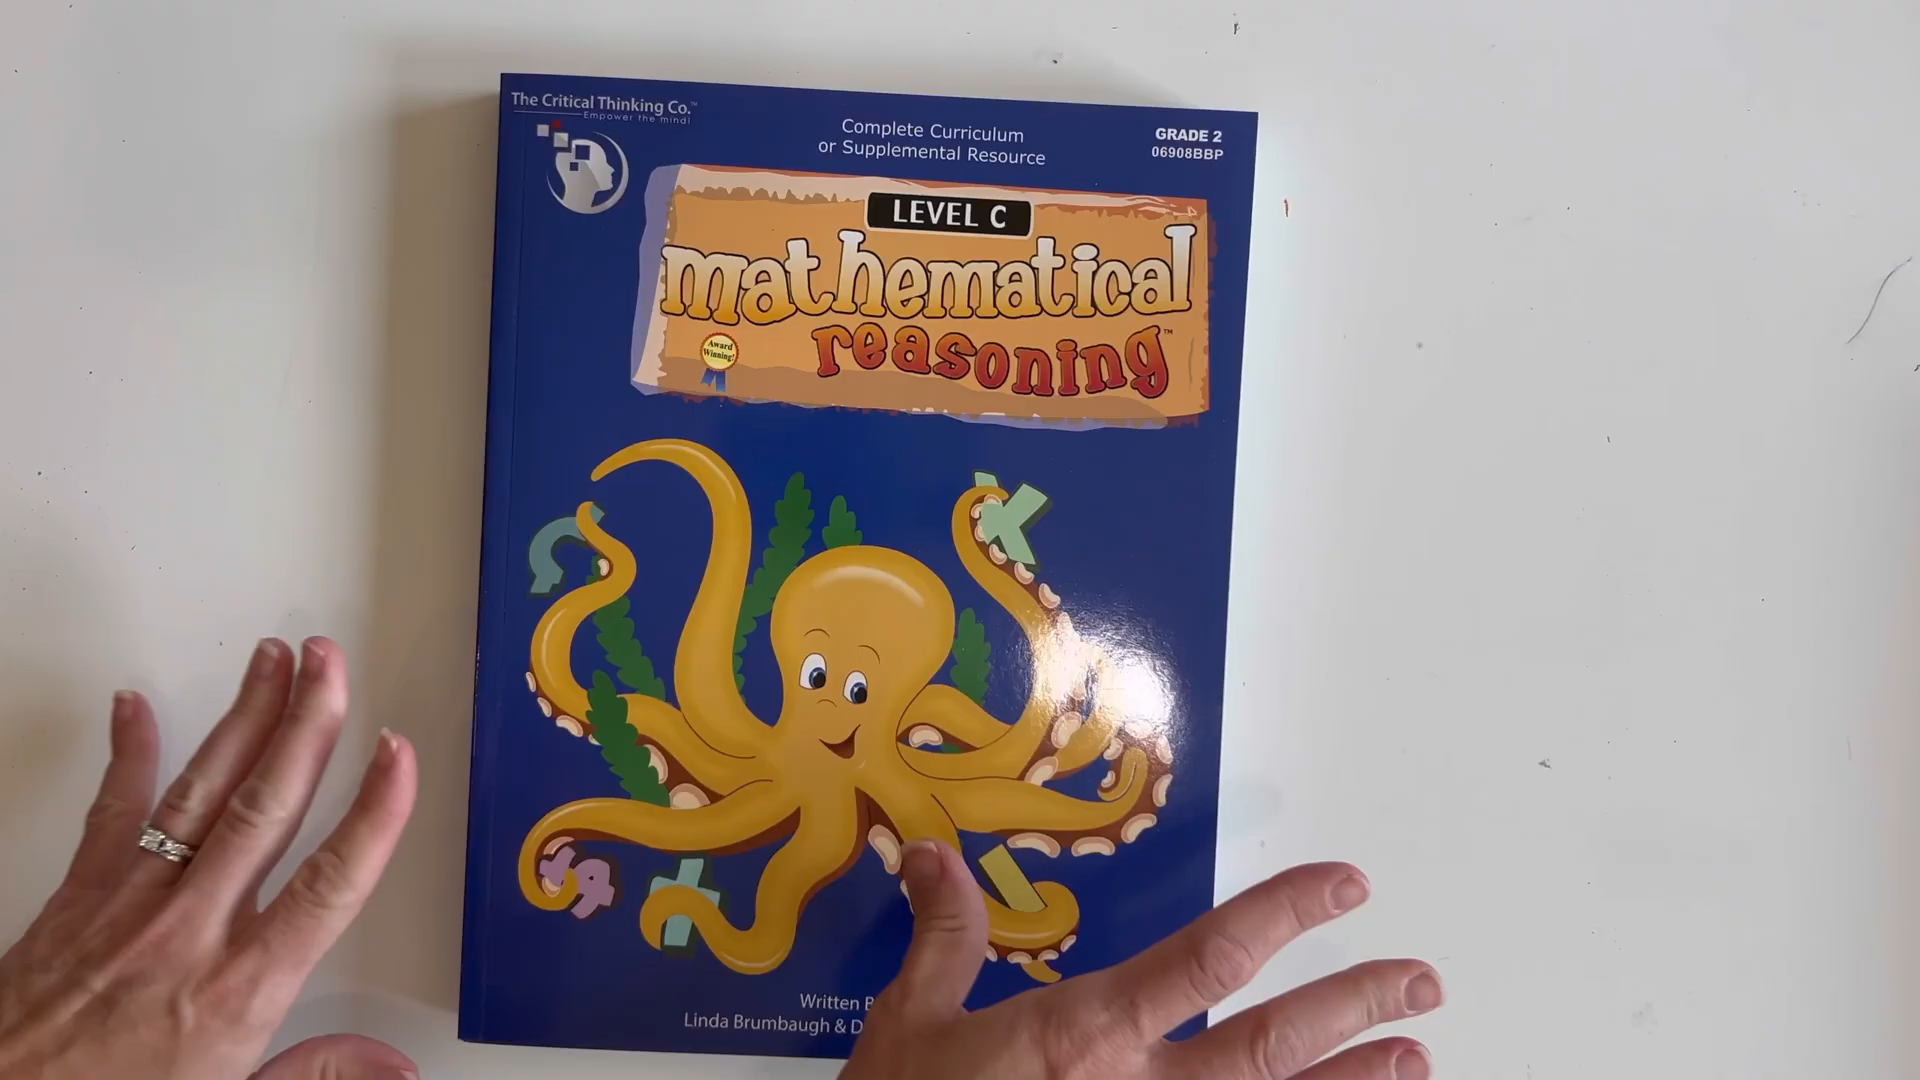 The Critical Thinking Co.™
Empower the mind!
Complete Curriculum
or Supplemental Resource
GRADE 2
06908BBP
LEVEL C
mathematical
reasoning™
Award
Winning!
Written
Linda Brumbaugh &